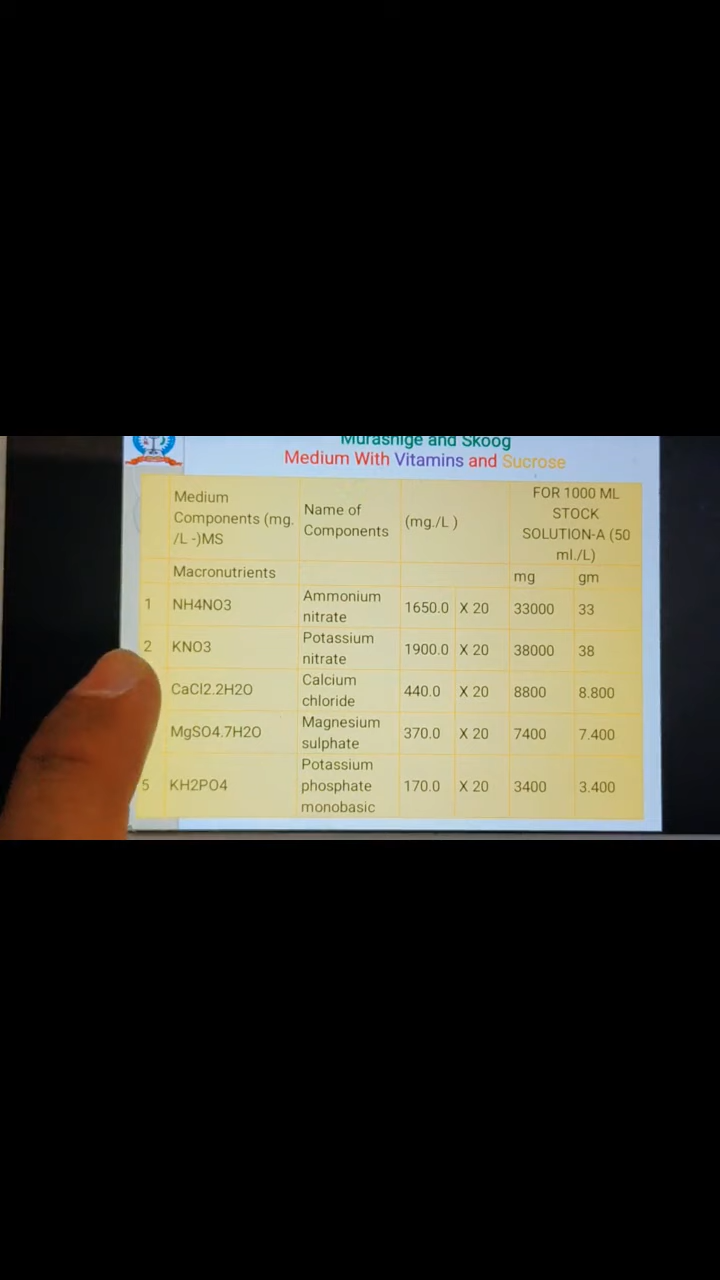 Murashige and Skoog
Medium With Vitamins and Sucrose
Medium
Components (mg.
/L -)MS
Name of
Components
(mg./L )
FOR 1000 ML
STOCK
SOLUTION-A (50
ml./L)
Macronutrients
mg
gm
1 NH4NO3 Ammonium nitrate 1650.0 X 20 33000 33
2 KNO3 Potassium nitrate 1900.0 X 20 38000 38
CaCl2.2H2O Calcium chloride 440.0 X 20 8800 8.800
MgSO4.7H2O Magnesium sulphate 370.0 X 20 7400 7.400
5 KH2PO4 Potassium phosphate monobasic 170.0 X 20 3400 3.400